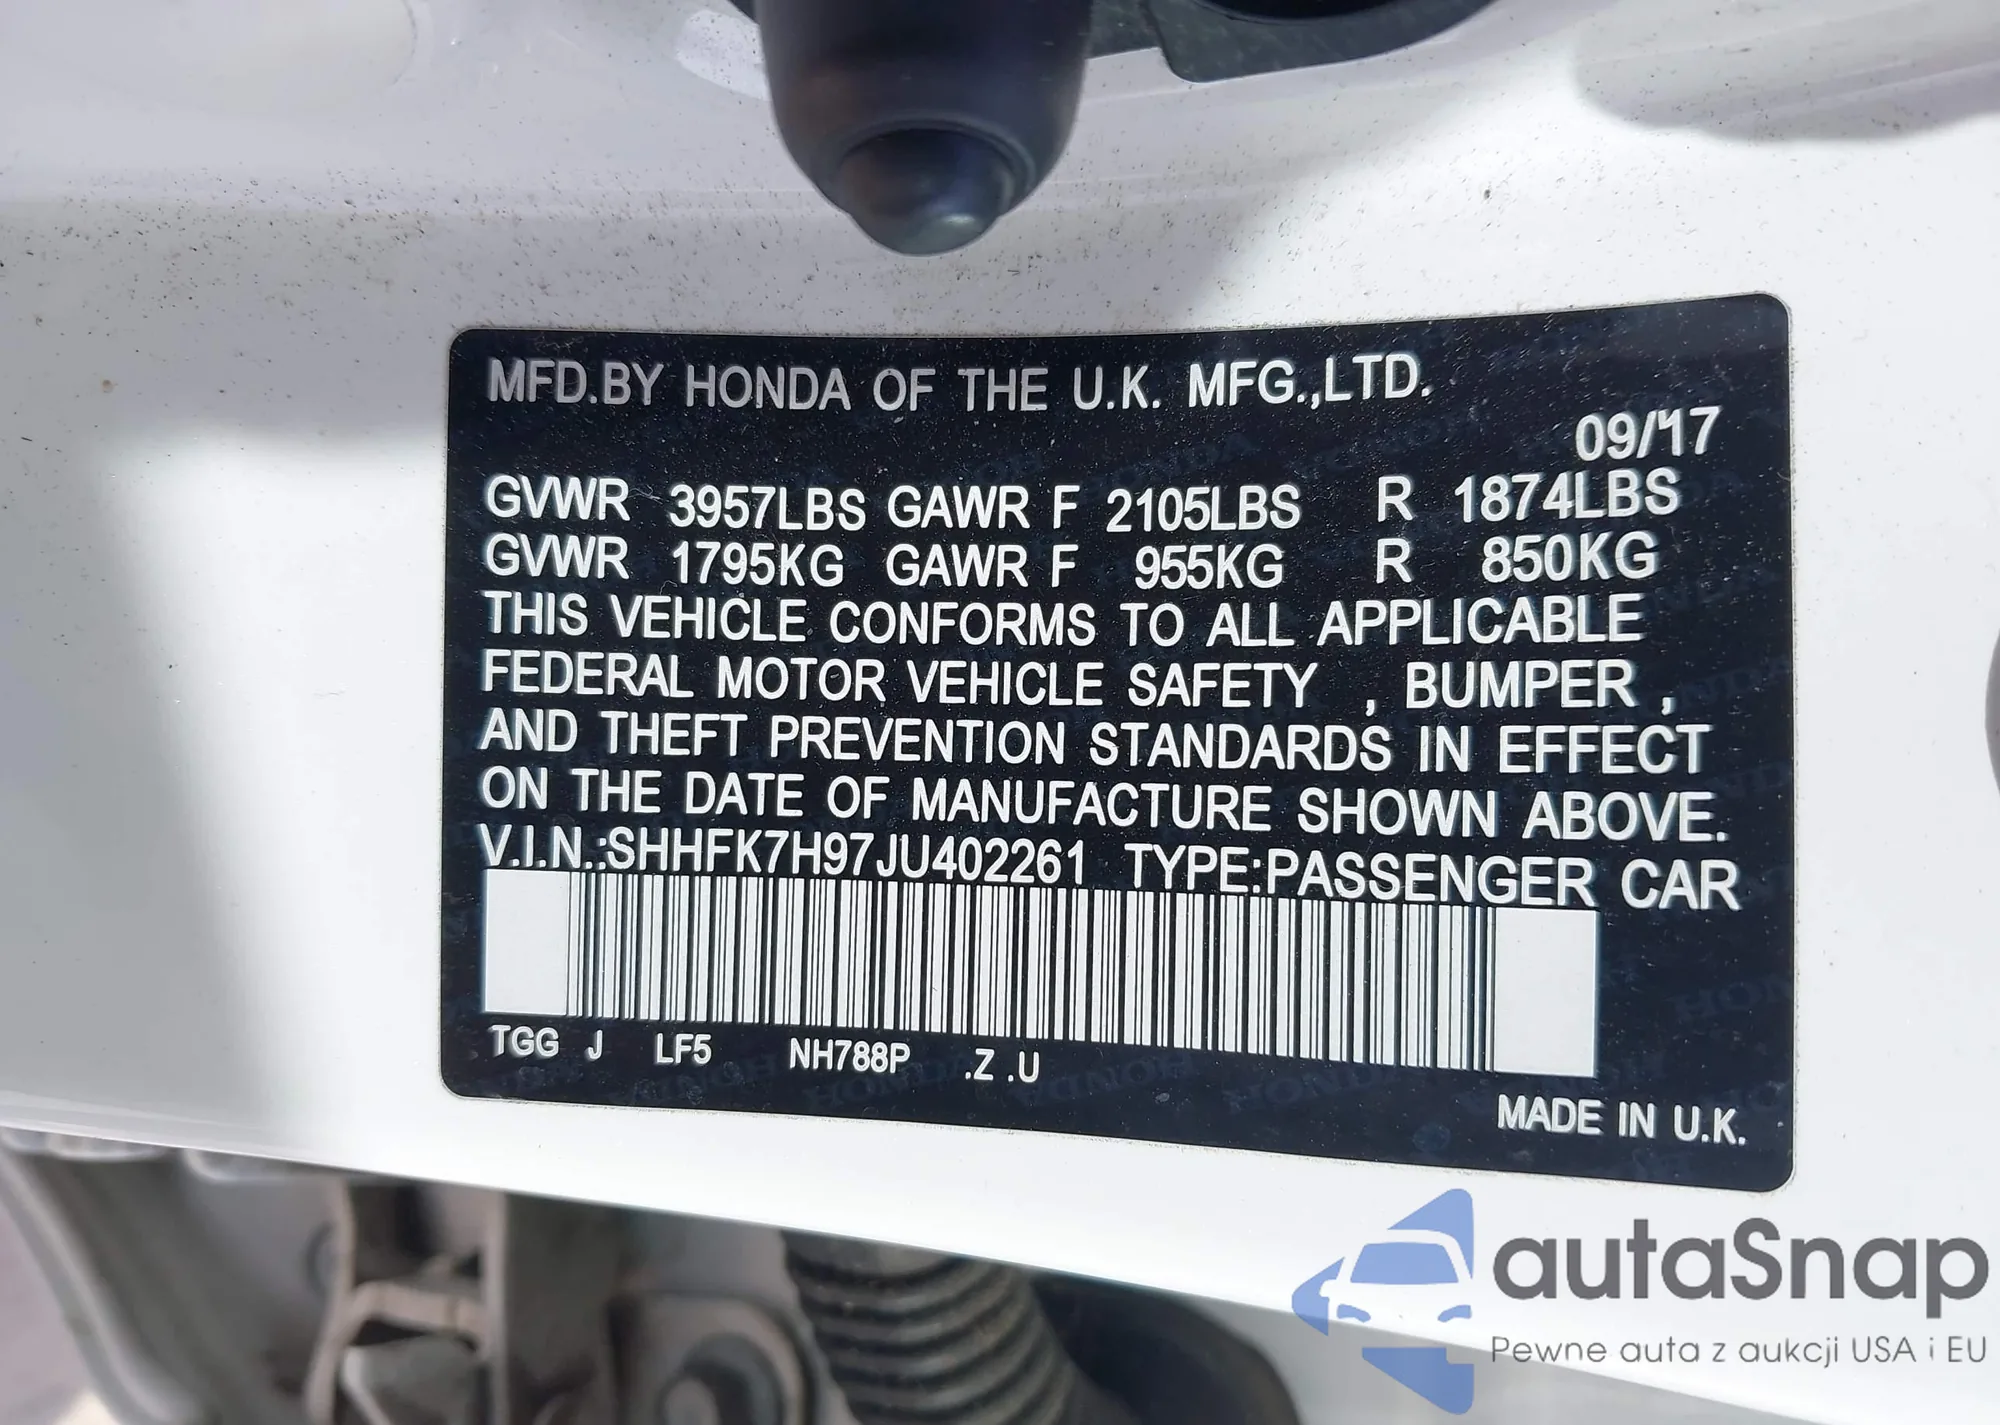 MFD.BY HONDA OF THE U.K. MFG.,LTD.
09/'17
GVWR 3957LBS GAWR F 2105LBS R 1874LBS
GVWR 1795KG GAWR F 955KG R 850KG
THIS VEHICLE CONFORMS TO ALL APPLICABLE
FEDERAL MOTOR VEHICLE SAFETY , BUMPER ,
AND THEFT PREVENTION STANDARDS IN EFFECT
ON THE DATE OF MANUFACTURE SHOWN ABOVE.
V.I.N.:SHHFK7H97JU402261 TYPE:PASSENGER CAR
TGG J LF5 NH788P .Z .U
MADE IN U.K.
autaSnap
Pewne auta z aukcji USA i EU